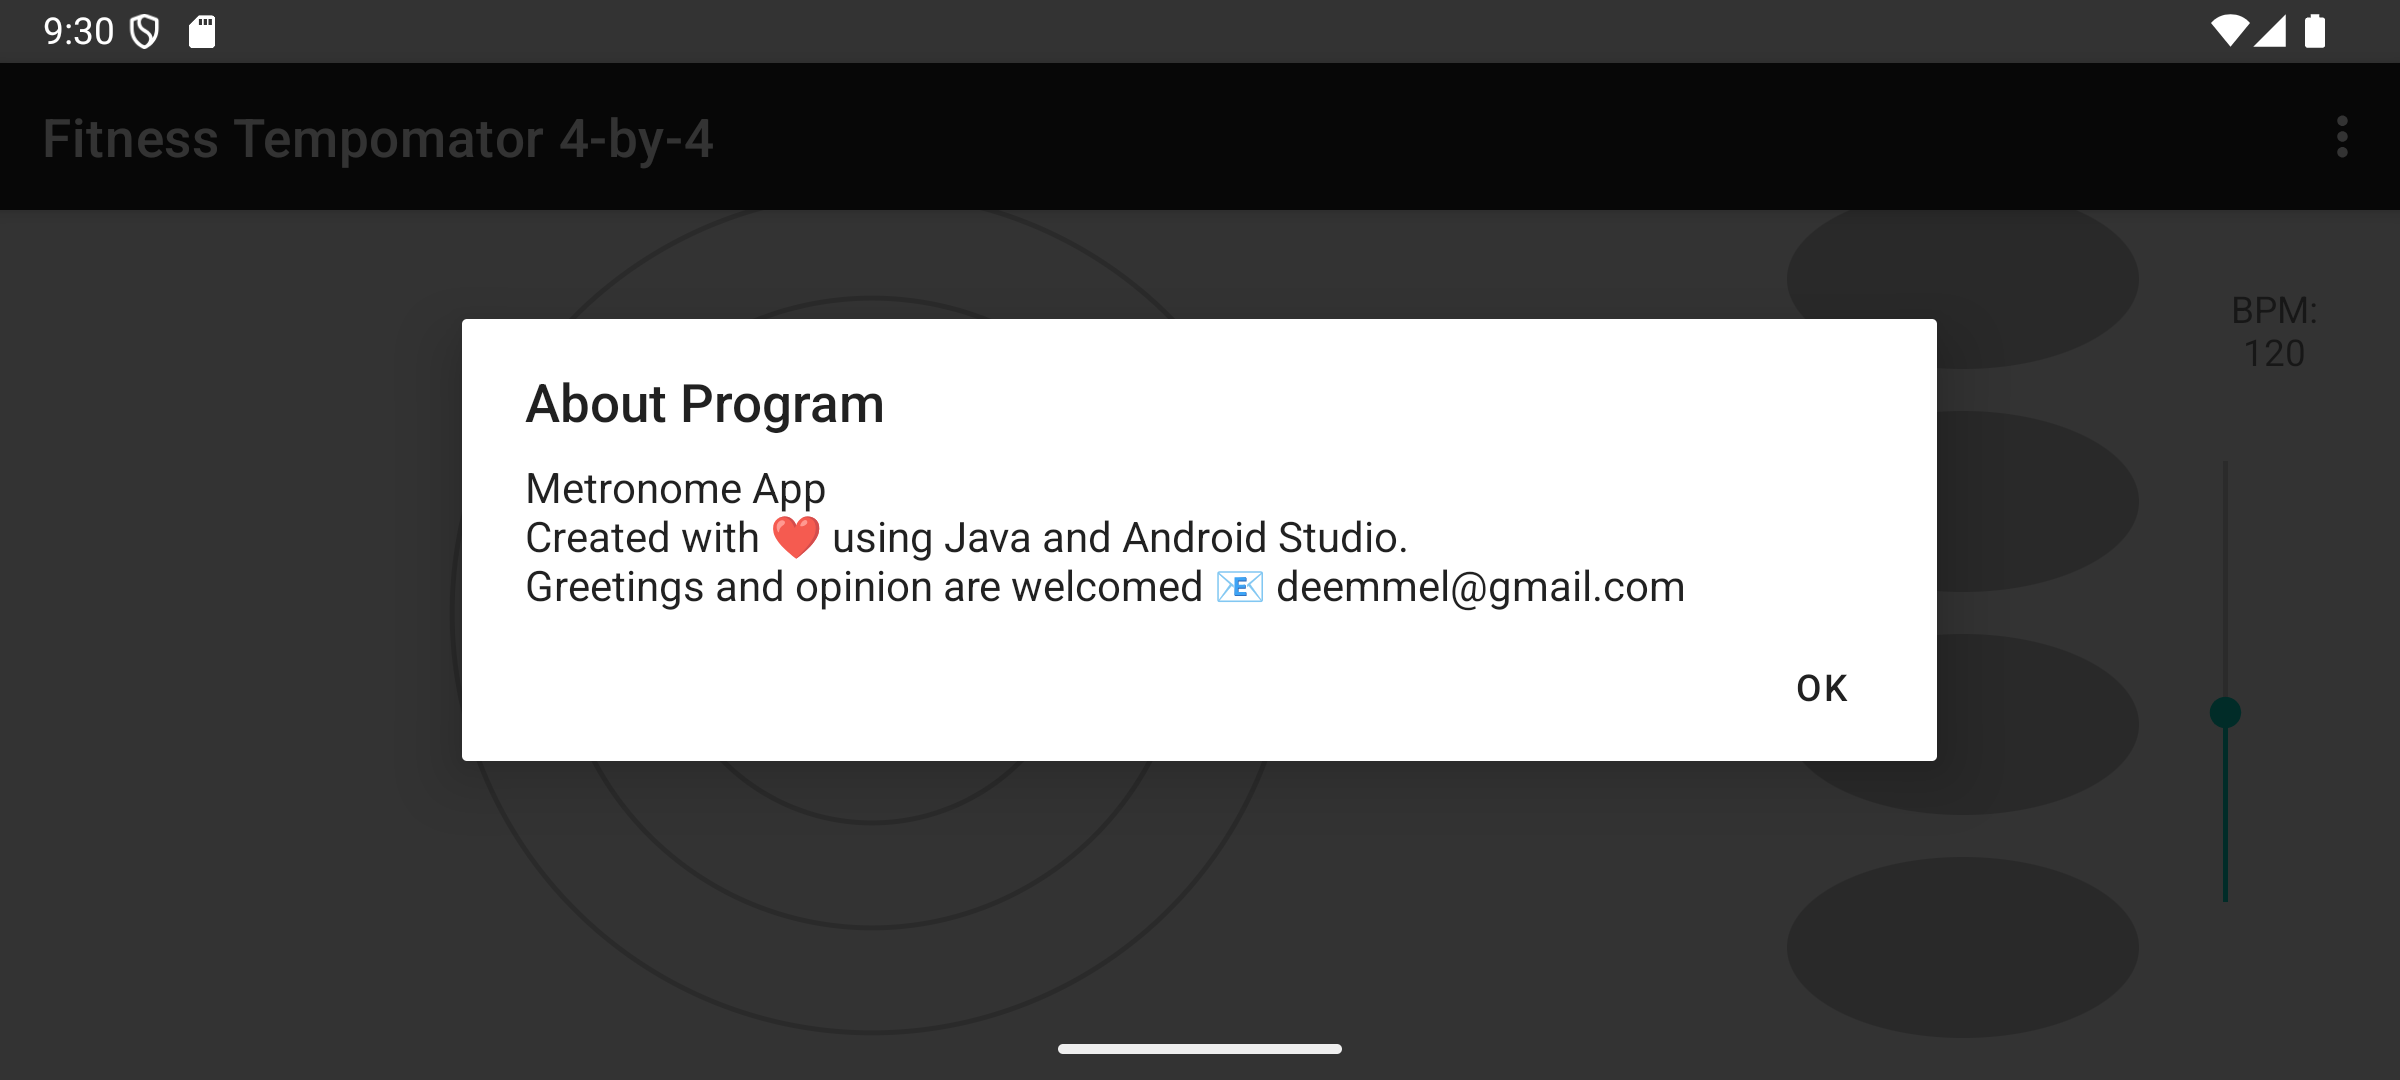 9:30
Fitness Tempomator 4-by-4
BPM:
120
About Program
Metronome App
Created with ❤️ using Java and Android Studio.
Greetings and opinion are welcomed 📧 deemmel@gmail.com
OK